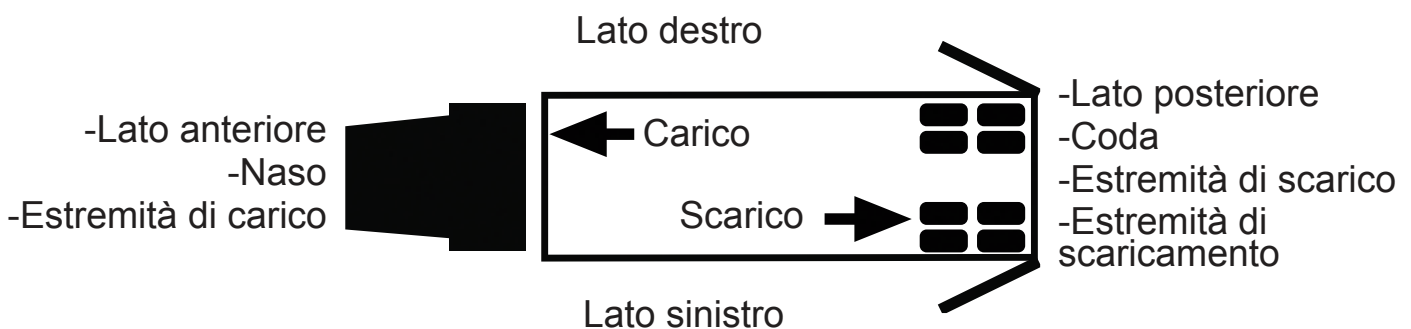 Lato destro
-Lato anteriore
-Naso
-Estremità di carico
Carico
Scarico
-Lato posteriore
-Coda
-Estremità di scarico
-Estremità di
scaricamento
Lato sinistro